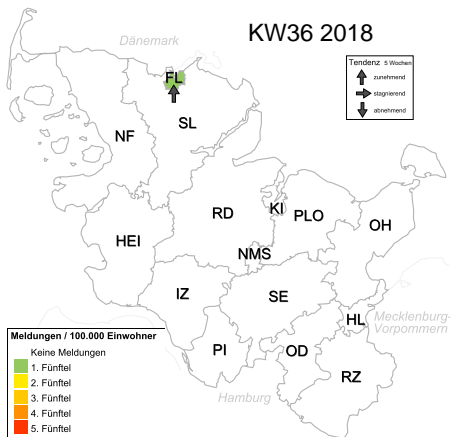 KW36 2018
Dänemark
Tendenz 5 Wochen
zunehmend
stagnierend
abnehmend
FL
SL
NF
RD
KI
PLO
OH
HEI
NMS
IZ
SE
HL
Mecklenburg-
Vorpommern
PI
OD
RZ
Hamburg
Meldungen / 100.000 Einwohner
Keine Meldungen
1. Fünftel
2. Fünftel
3. Fünftel
4. Fünftel
5. Fünftel